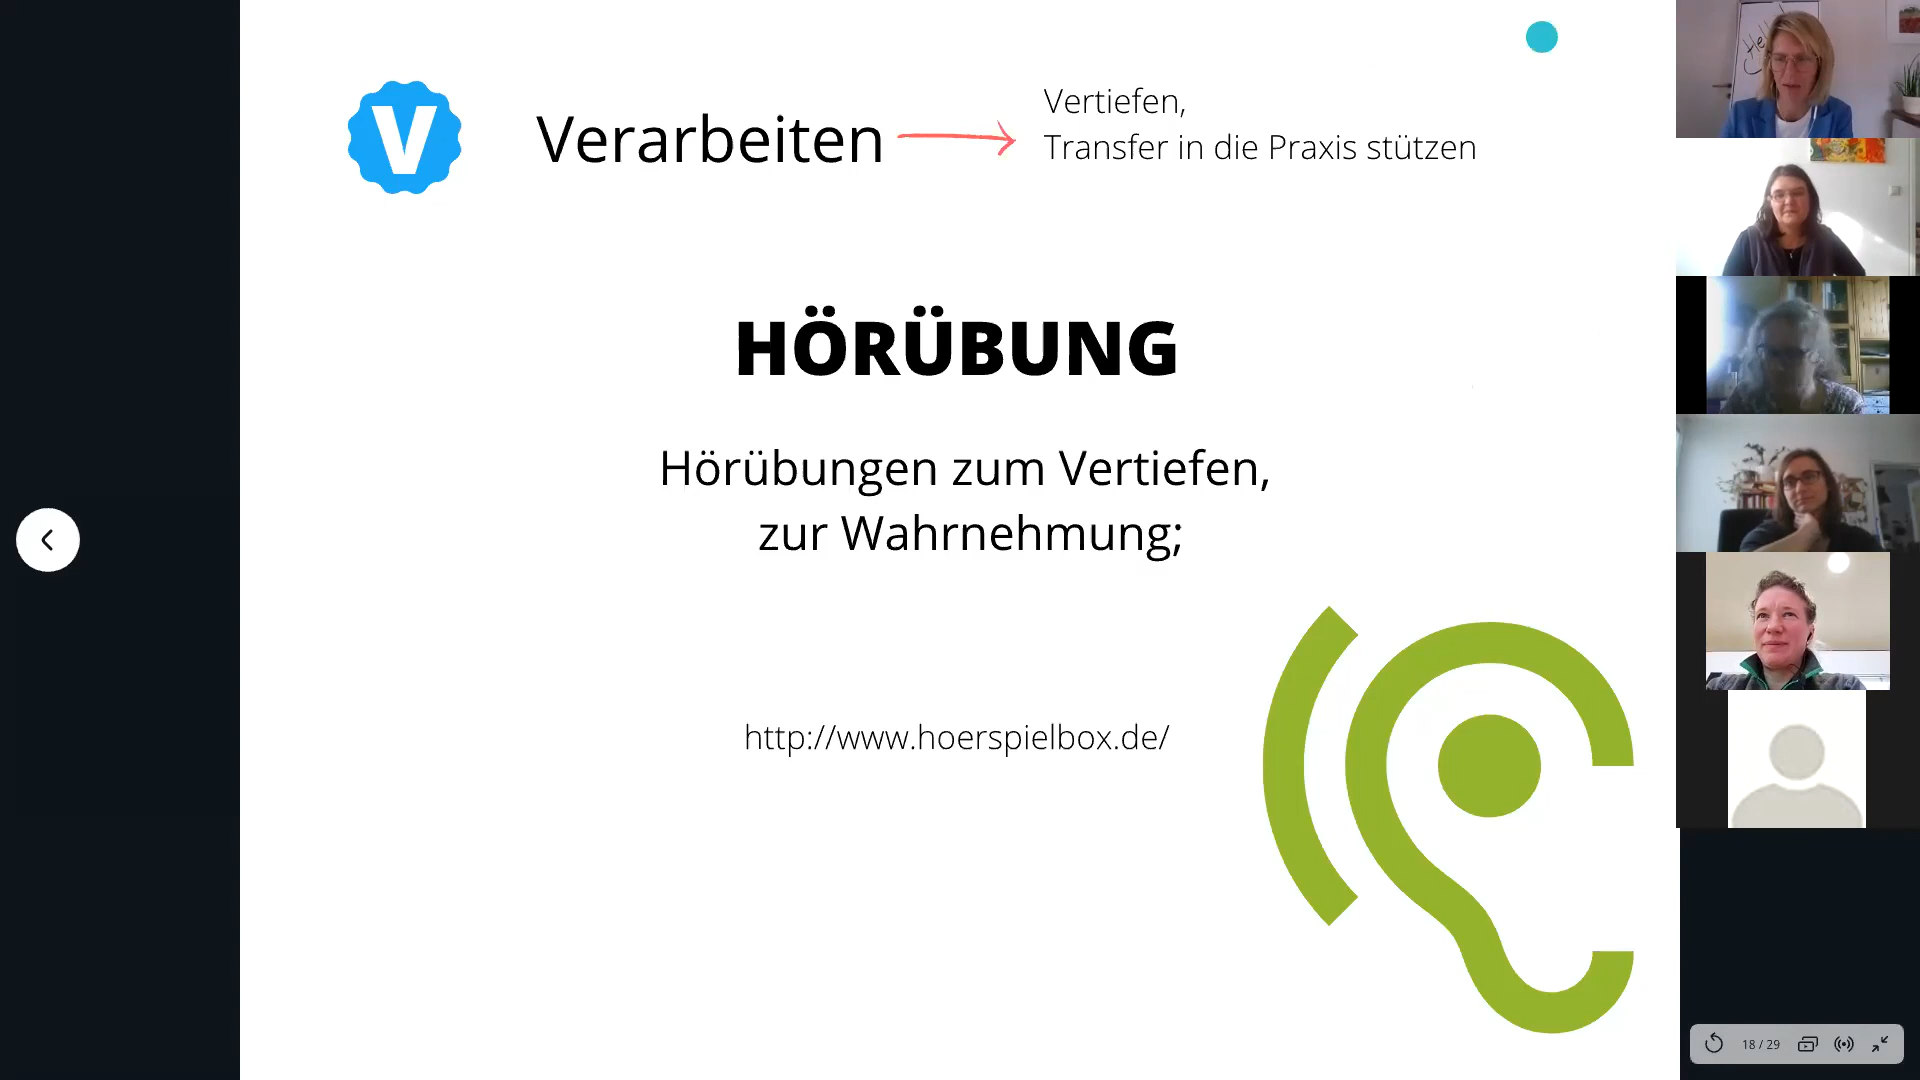 V
Verarbeiten
Vertiefen,
Transfer in die Praxis stützen
HÖRÜBUNG
Hörübungen zum Vertiefen,
zur Wahrnehmung;
http://www.hoerspielbox.de/
18 / 29